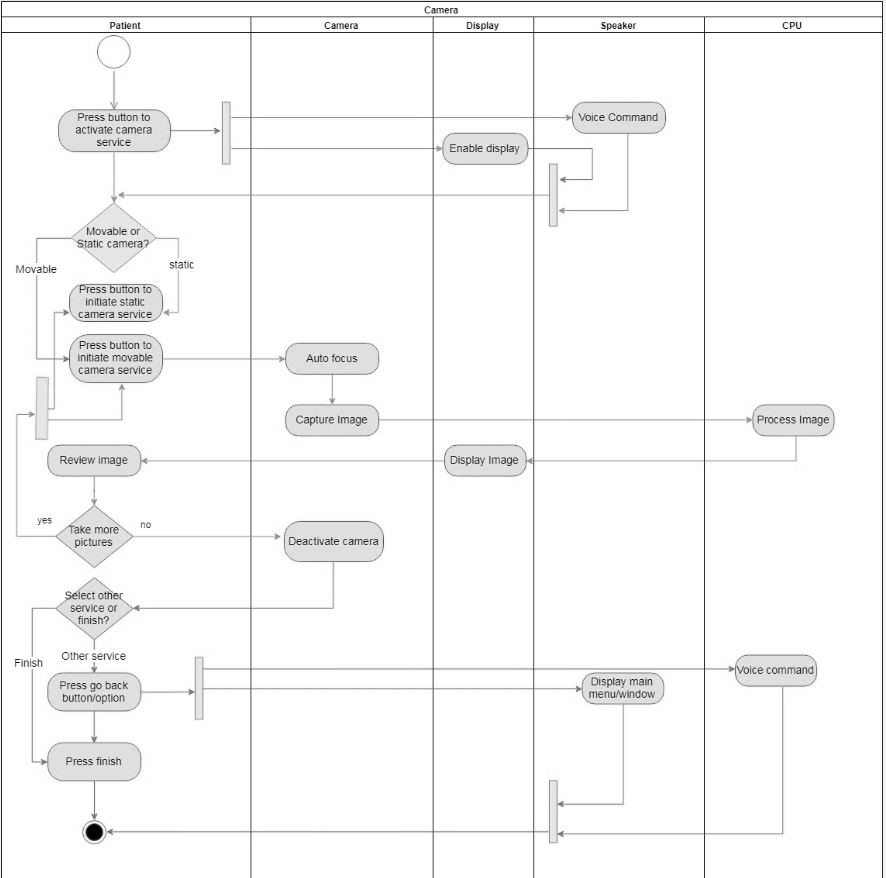 Camera
Patient
Camera
Display
Speaker
CPU
Press button to
activate camera
service
Voice Command
Enable display
Movable or
Static camera?
Movable
static
Press button to
initiate static
camera service
Press button to
initiate movable
camera service
Auto focus
Capture Image
Process Image
Review image
Display Image
yes
Take more
pictures
no
Deactivate camera
Select other
service or
finish?
Finish
Other service
Press go back
button/option
Display main
menu/window
Voice command
Press finish